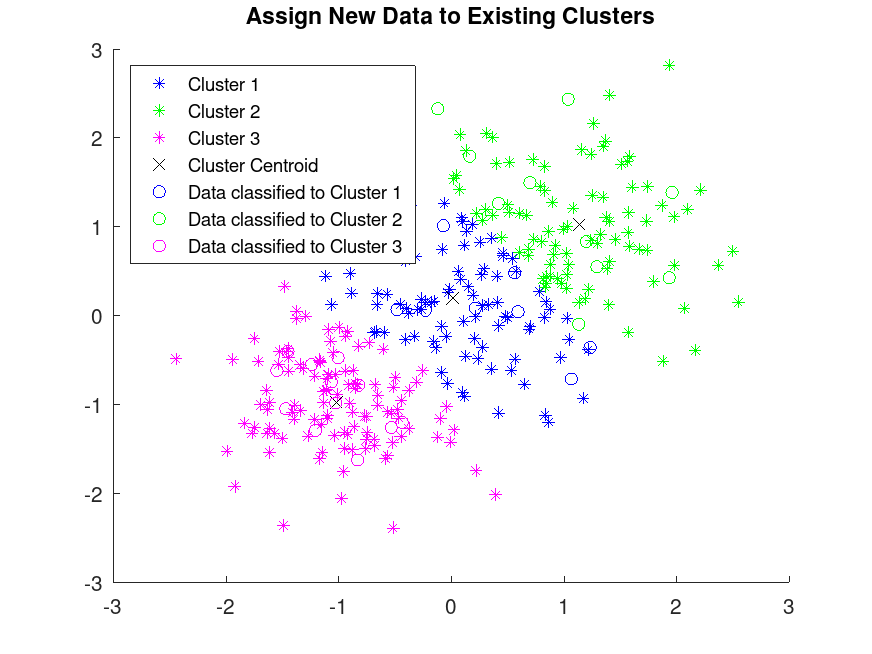 Assign New Data to Existing Clusters
3
2
1
0
-1
-2
-3
-3
-2
-1
0
1
2
3
Cluster 1
Cluster 2
Cluster 3
Cluster Centroid
Data classified to Cluster 1
Data classified to Cluster 2
Data classified to Cluster 3